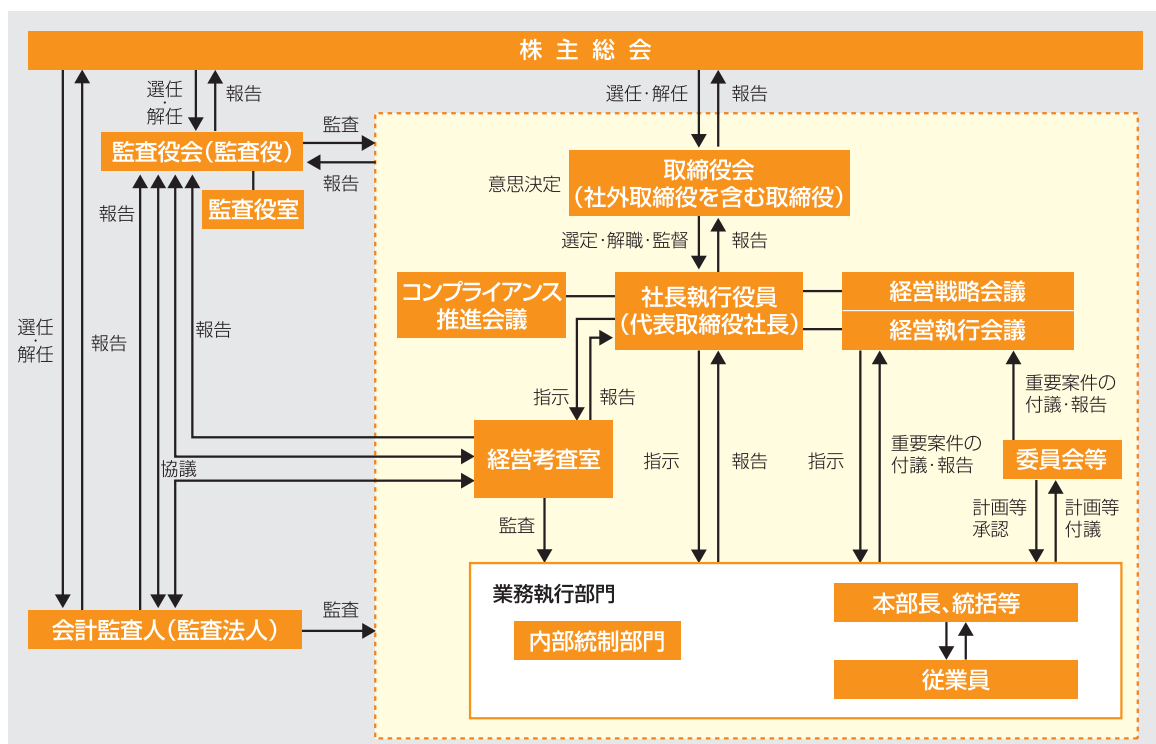 株主総会
選任
・
解任
報告
選任・解任
報告
監査
監査役会(監査役)
報告
監査役室
報告
意思決定
取締役会
(社外取締役を含む取締役)
選定・解職・監督
報告
コンプライアンス
推進会議
社長執行役員
(代表取締役社長)
経営戦略会議
経営執行会議
選任
・
解任
報告
報告
指示
報告
重要案件の
付議・報告
経営考査室
協議
指示
報告
指示
重要案件の
付議・報告
委員会等
監査
計画等
承認
計画等
付議
業務執行部門
本部長、統括等
内部統制部門
従業員
会計監査人(監査法人)
監査